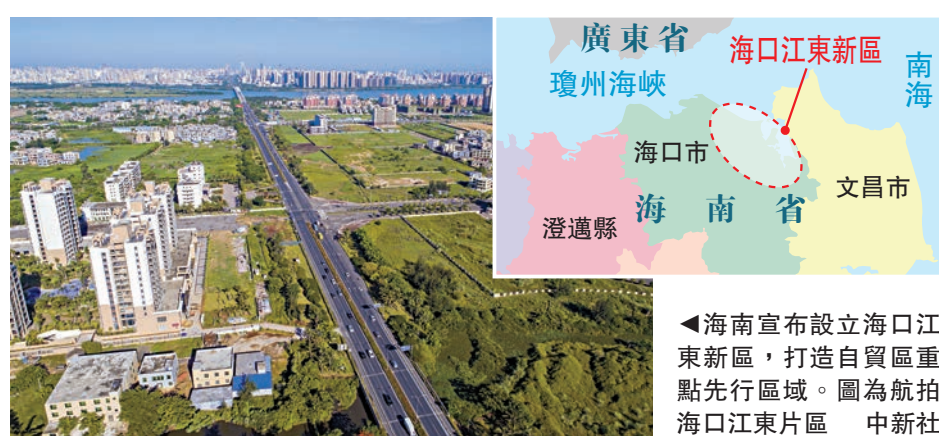 廣東省
海口江東新區
瓊州海峽
南海
海口市
文昌市
海南省
澄邁縣
◀海南宣布設立海口江
東新區，打造自貿區重
點先行區域。圖為航拍
海口江東片區 中新社